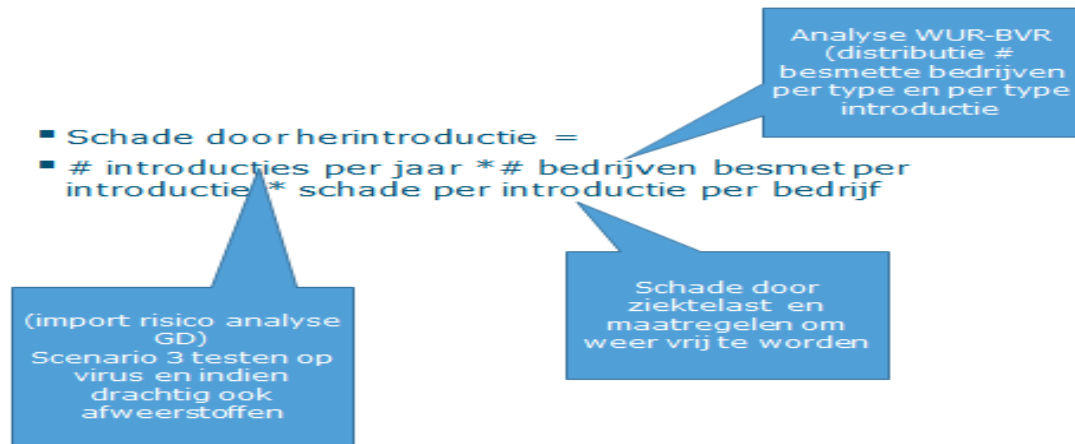 Analyse WUR-BVR
(distributie #
besmette bedrijven
per type en per type
introductie
▪ Schade door herintroductie =
▪ # introducties per jaar * # bedrijven besmet per
introductie * schade per introductie per bedrijf
(import risico analyse
GD)
Scenario 3 testen op
virus en indien
drachtig ook
afweerstoffen
Schade door
ziektelast en
maatregelen om
weer vrij te worden